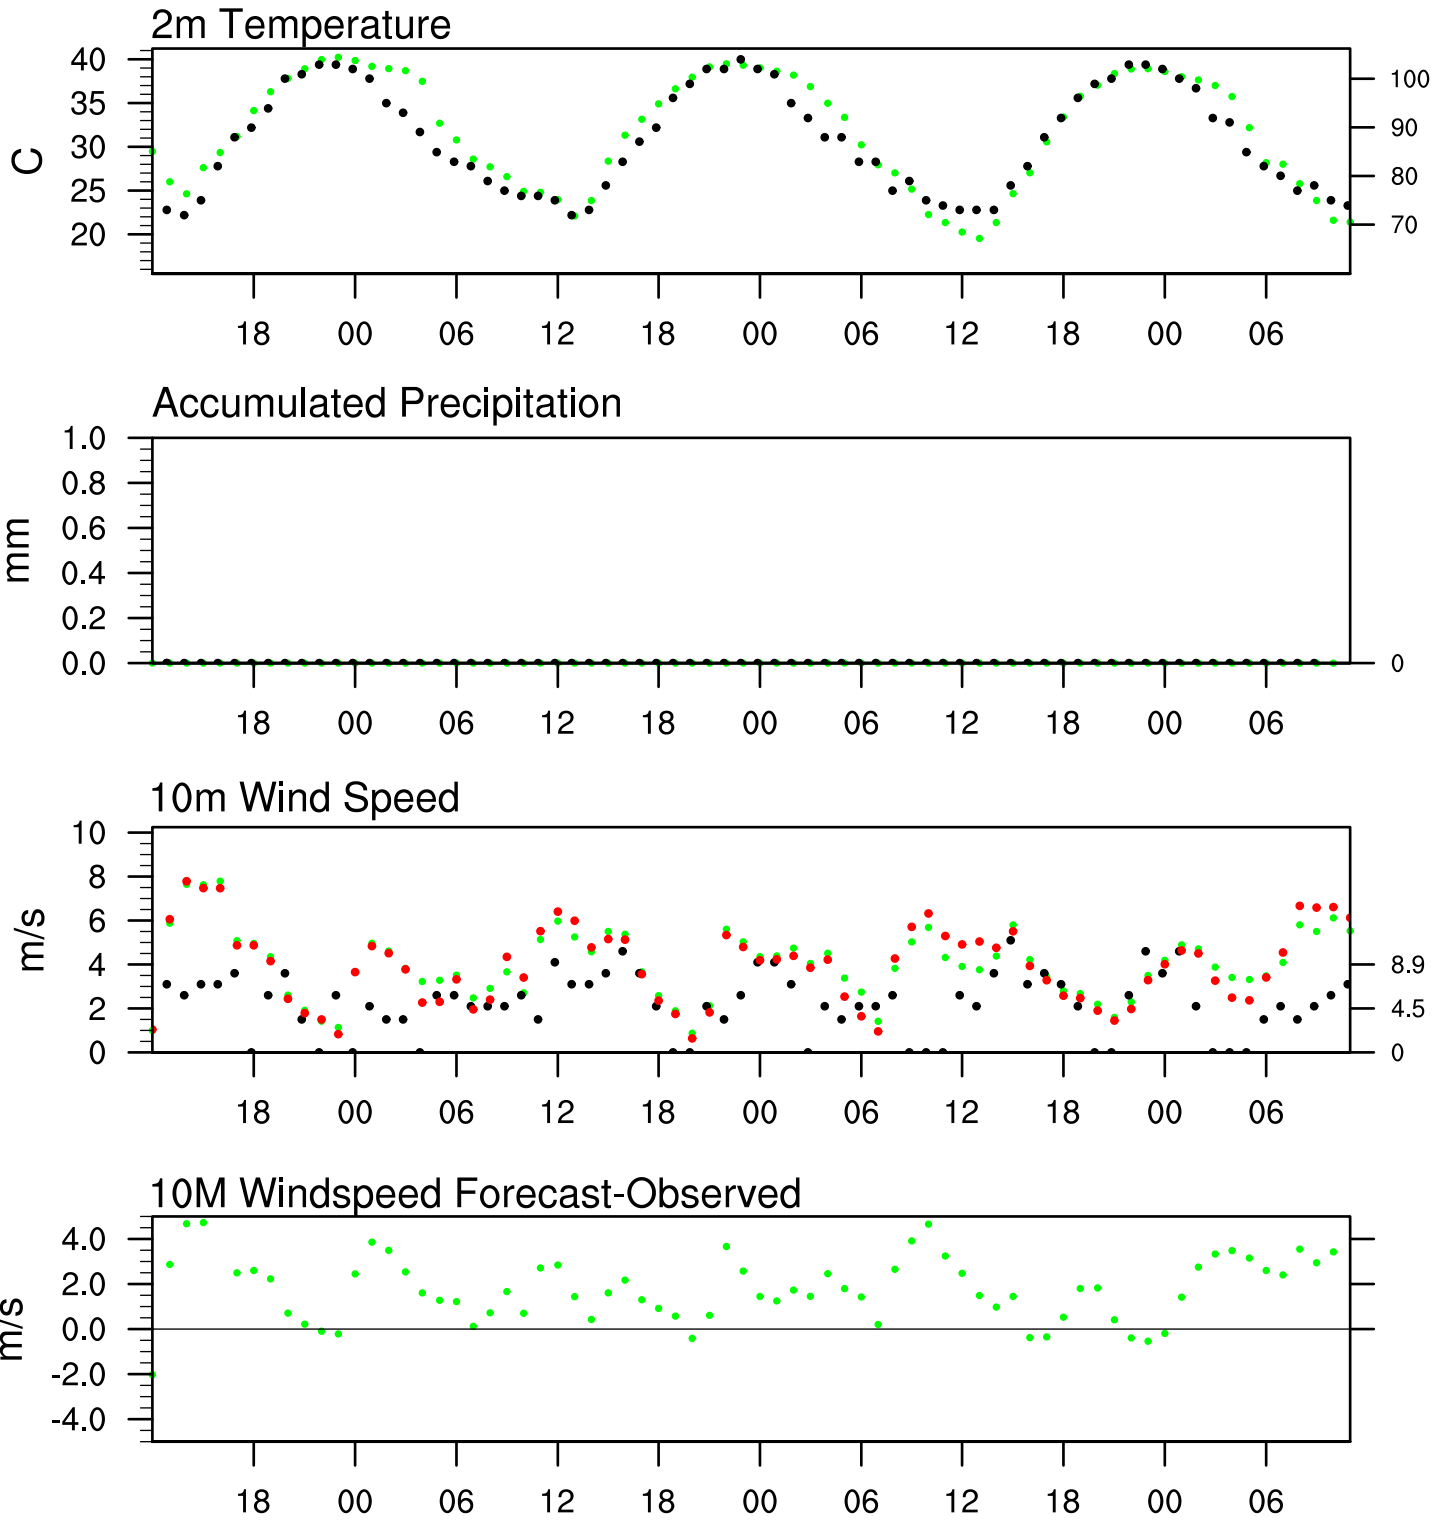 2m Temperature
40
35
30
25
20
C
100
90
80
70
18 00 06 12 18 00 06 12 18 00 06
Accumulated Precipitation
1.0
0.8
0.6
0.4
0.2
0.0
mm
0
18 00 06 12 18 00 06 12 18 00 06
10m Wind Speed
10
8
6
4
2
0
m/s
8.9
4.5
0
18 00 06 12 18 00 06 12 18 00 06
10M Windspeed Forecast-Observed
4.0
2.0
0.0
-2.0
-4.0
m/s
18 00 06 12 18 00 06 12 18 00 06